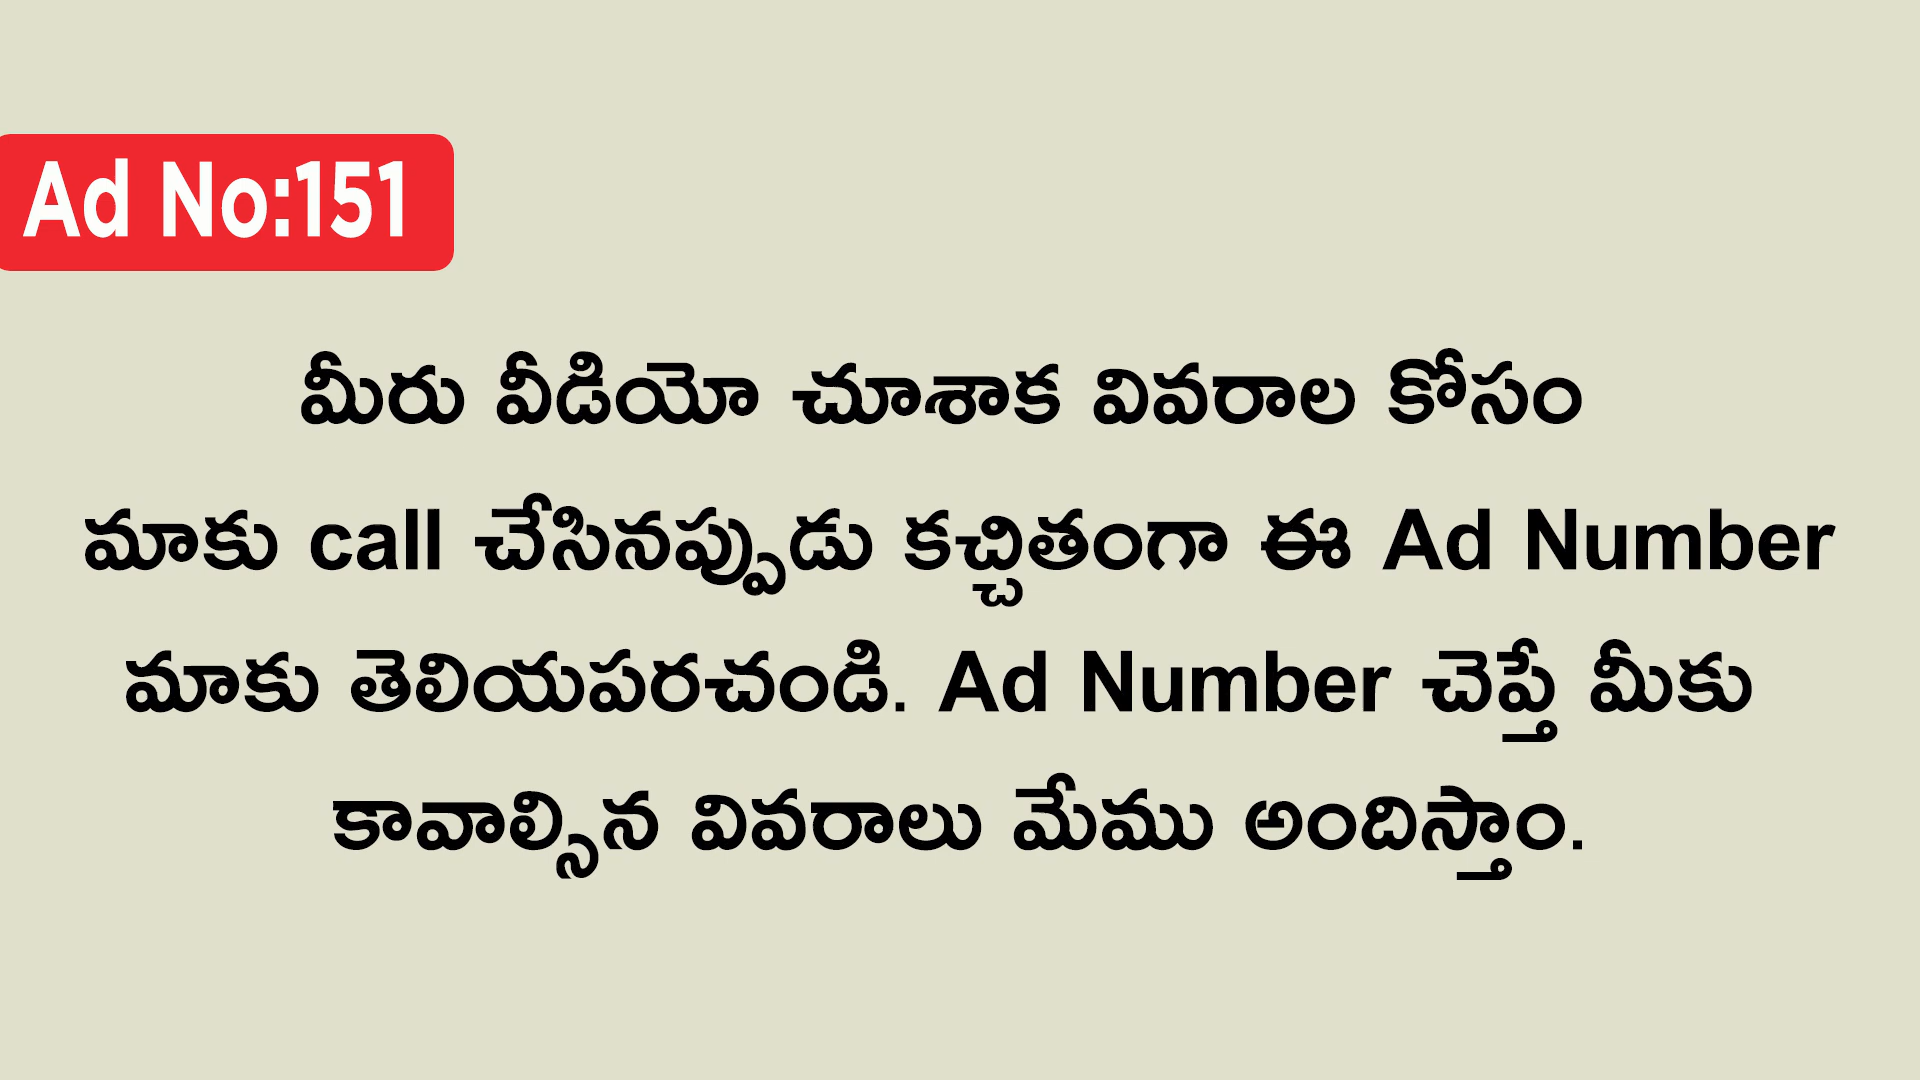 Ad No:151
మీరు వీడియో చూశాక వివరాల కోసం
మాకు call చేసినప్పుడు కచ్చితంగా ఈ Ad Number
మాకు తెలియపరచండి. Ad Number చెప్తే మీకు
కావాల్సిన వివరాలు మేము అందిస్తాం.